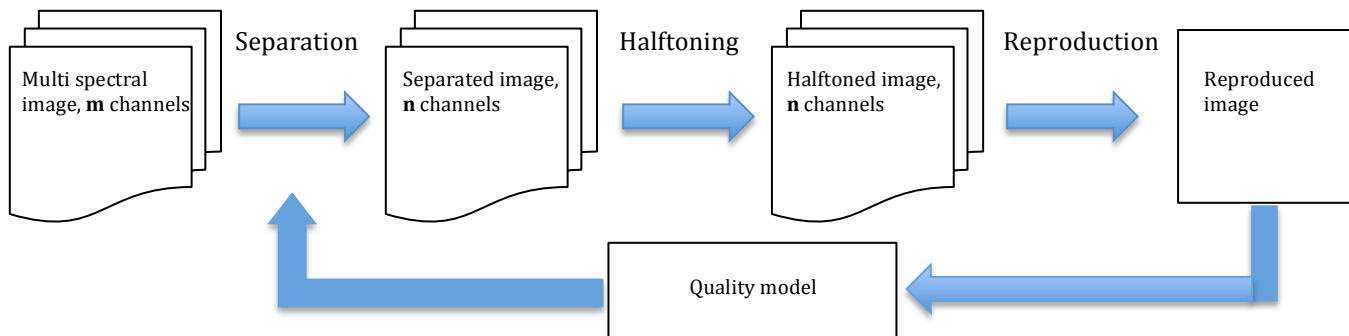 Separation
Halftoning
Reproduction
Multi spectral
image, m channels
Separated image,
n channels
Halftoned image,
n channels
Reproduced
image
Quality model